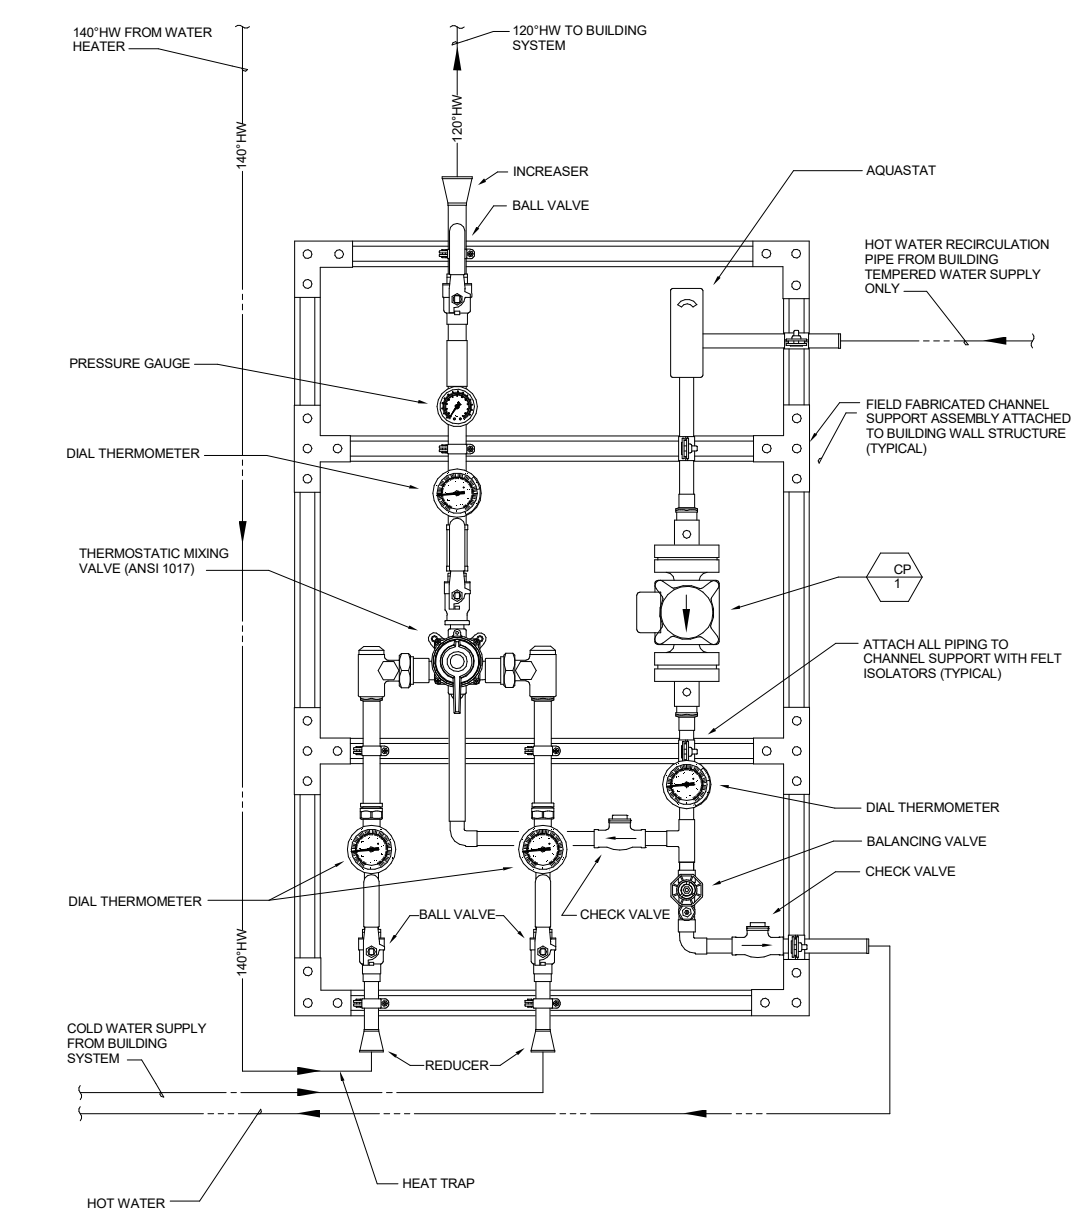 140°HW FROM WATER
HEATER
120°HW TO BUILDING
SYSTEM
140°HW
120°HW
INCREASER
BALL VALVE
AQUASTAT
HOT WATER RECIRCULATION
PIPE FROM BUILDING
TEMPERED WATER SUPPLY
ONLY
PRESSURE GAUGE
FIELD FABRICATED CHANNEL
SUPPORT ASSEMBLY ATTACHED
TO BUILDING WALL STRUCTURE
(TYPICAL)
DIAL THERMOMETER
THERMOSTATIC MIXING
VALVE (ANSI 1017)
CP
1
ATTACH ALL PIPING TO
CHANNEL SUPPORT WITH FELT
ISOLATORS (TYPICAL)
DIAL THERMOMETER
BALANCING VALVE
CHECK VALVE
DIAL THERMOMETER
BALL VALVE
CHECK VALVE
140°HW
COLD WATER SUPPLY
FROM BUILDING
SYSTEM
REDUCER
HEAT TRAP
HOT WATER